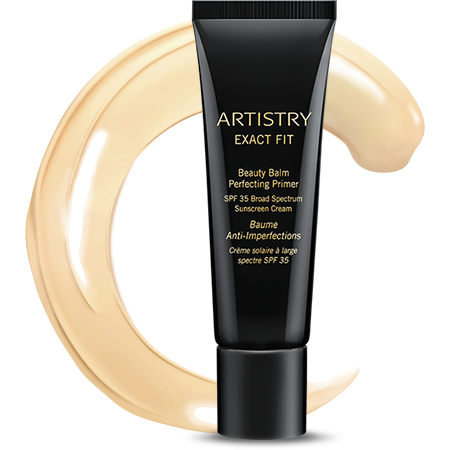 ARTISTRY
EXACT FIT
Beauty Balm
Perfecting Primer
SPF 35 Broad Spectrum
Sunscreen Cream
Baume
Anti-Imperfections
Crème solaire à large
spectre SPF 35